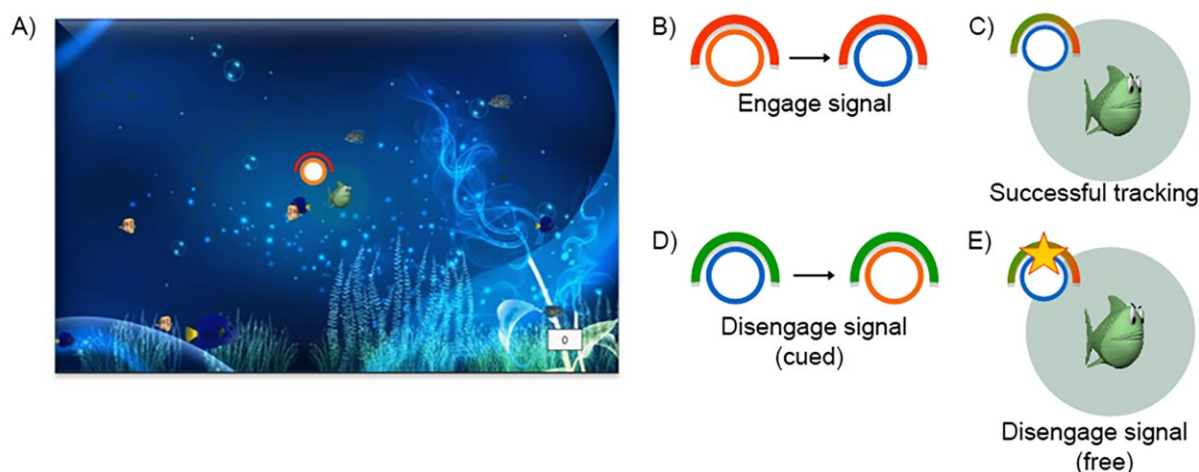 A)
0
B)
Engage signal
C)
Successful tracking
D)
Disengage signal
(cued)
E)
Disengage signal
(free)